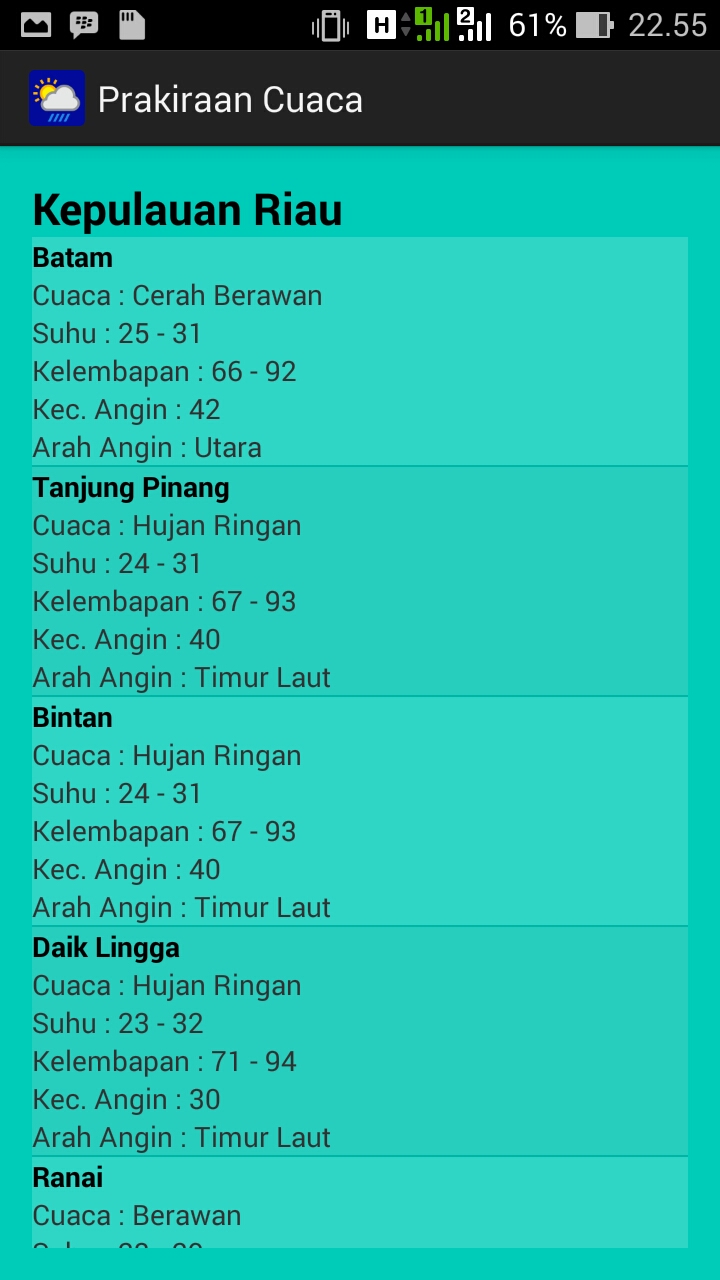 61% 22.55
Prakiraan Cuaca
Kepulauan Riau
Batam
Cuaca : Cerah Berawan
Suhu : 25 - 31
Kelembapan : 66 - 92
Kec. Angin : 42
Arah Angin : Utara
Tanjung Pinang
Cuaca : Hujan Ringan
Suhu : 24 - 31
Kelembapan : 67 - 93
Kec. Angin : 40
Arah Angin : Timur Laut
Bintan
Cuaca : Hujan Ringan
Suhu : 24 - 31
Kelembapan : 67 - 93
Kec. Angin : 40
Arah Angin : Timur Laut
Daik Lingga
Cuaca : Hujan Ringan
Suhu : 23 - 32
Kelembapan : 71 - 94
Kec. Angin : 30
Arah Angin : Timur Laut
Ranai
Cuaca : Berawan